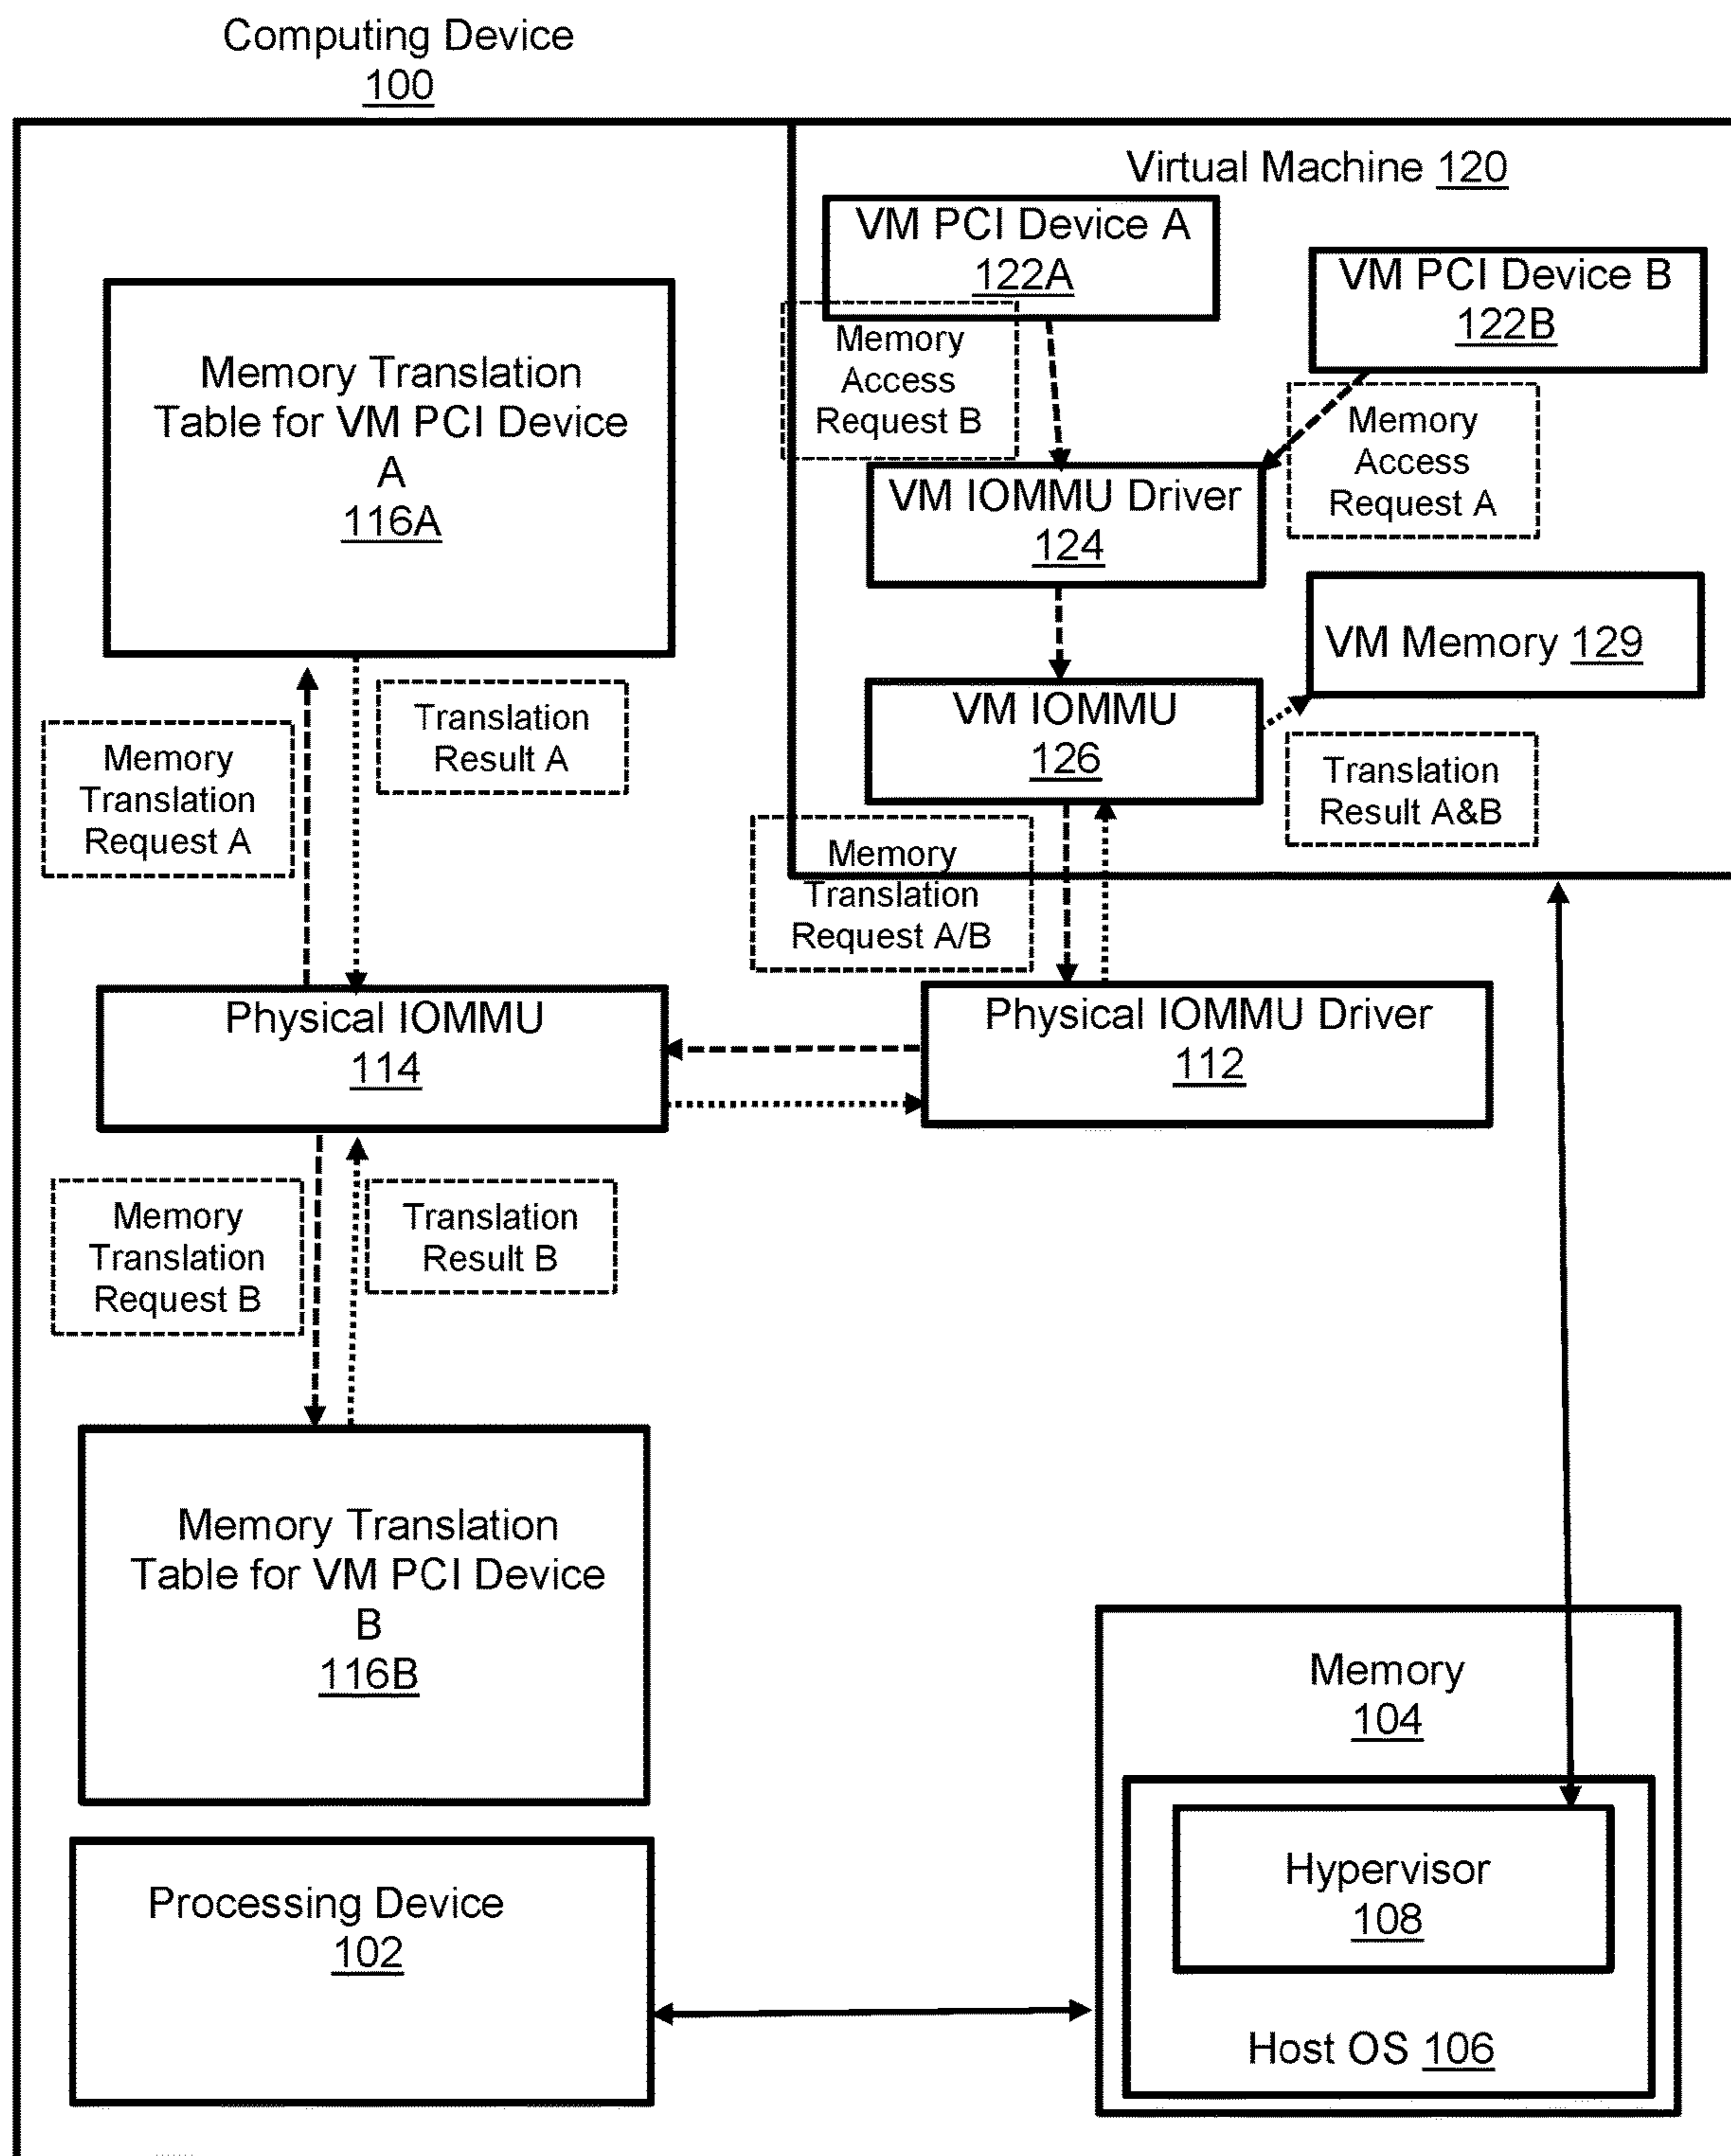 Computing Device
100
Virtual Machine 120
VM PCI Device A
122A
VM PCI Device B
122B
Memory
Access
Request B
Memory
Access
Request A
Memory Translation
Table for VM PCI Device
A
116A
VM IOMMU Driver
124
VM Memory 129
VM IOMMU
126
Translation
Result A
Memory
Translation
Request A
Translation
Result A&B
Memory
Translation
Request A/B
Physical IOMMU
114
Physical IOMMU Driver
112
Memory
Translation
Request B
Translation
Result B
Memory Translation
Table for VM PCI Device
B
116B
Memory
104
Processing Device
102
Hypervisor
108
Host OS 106